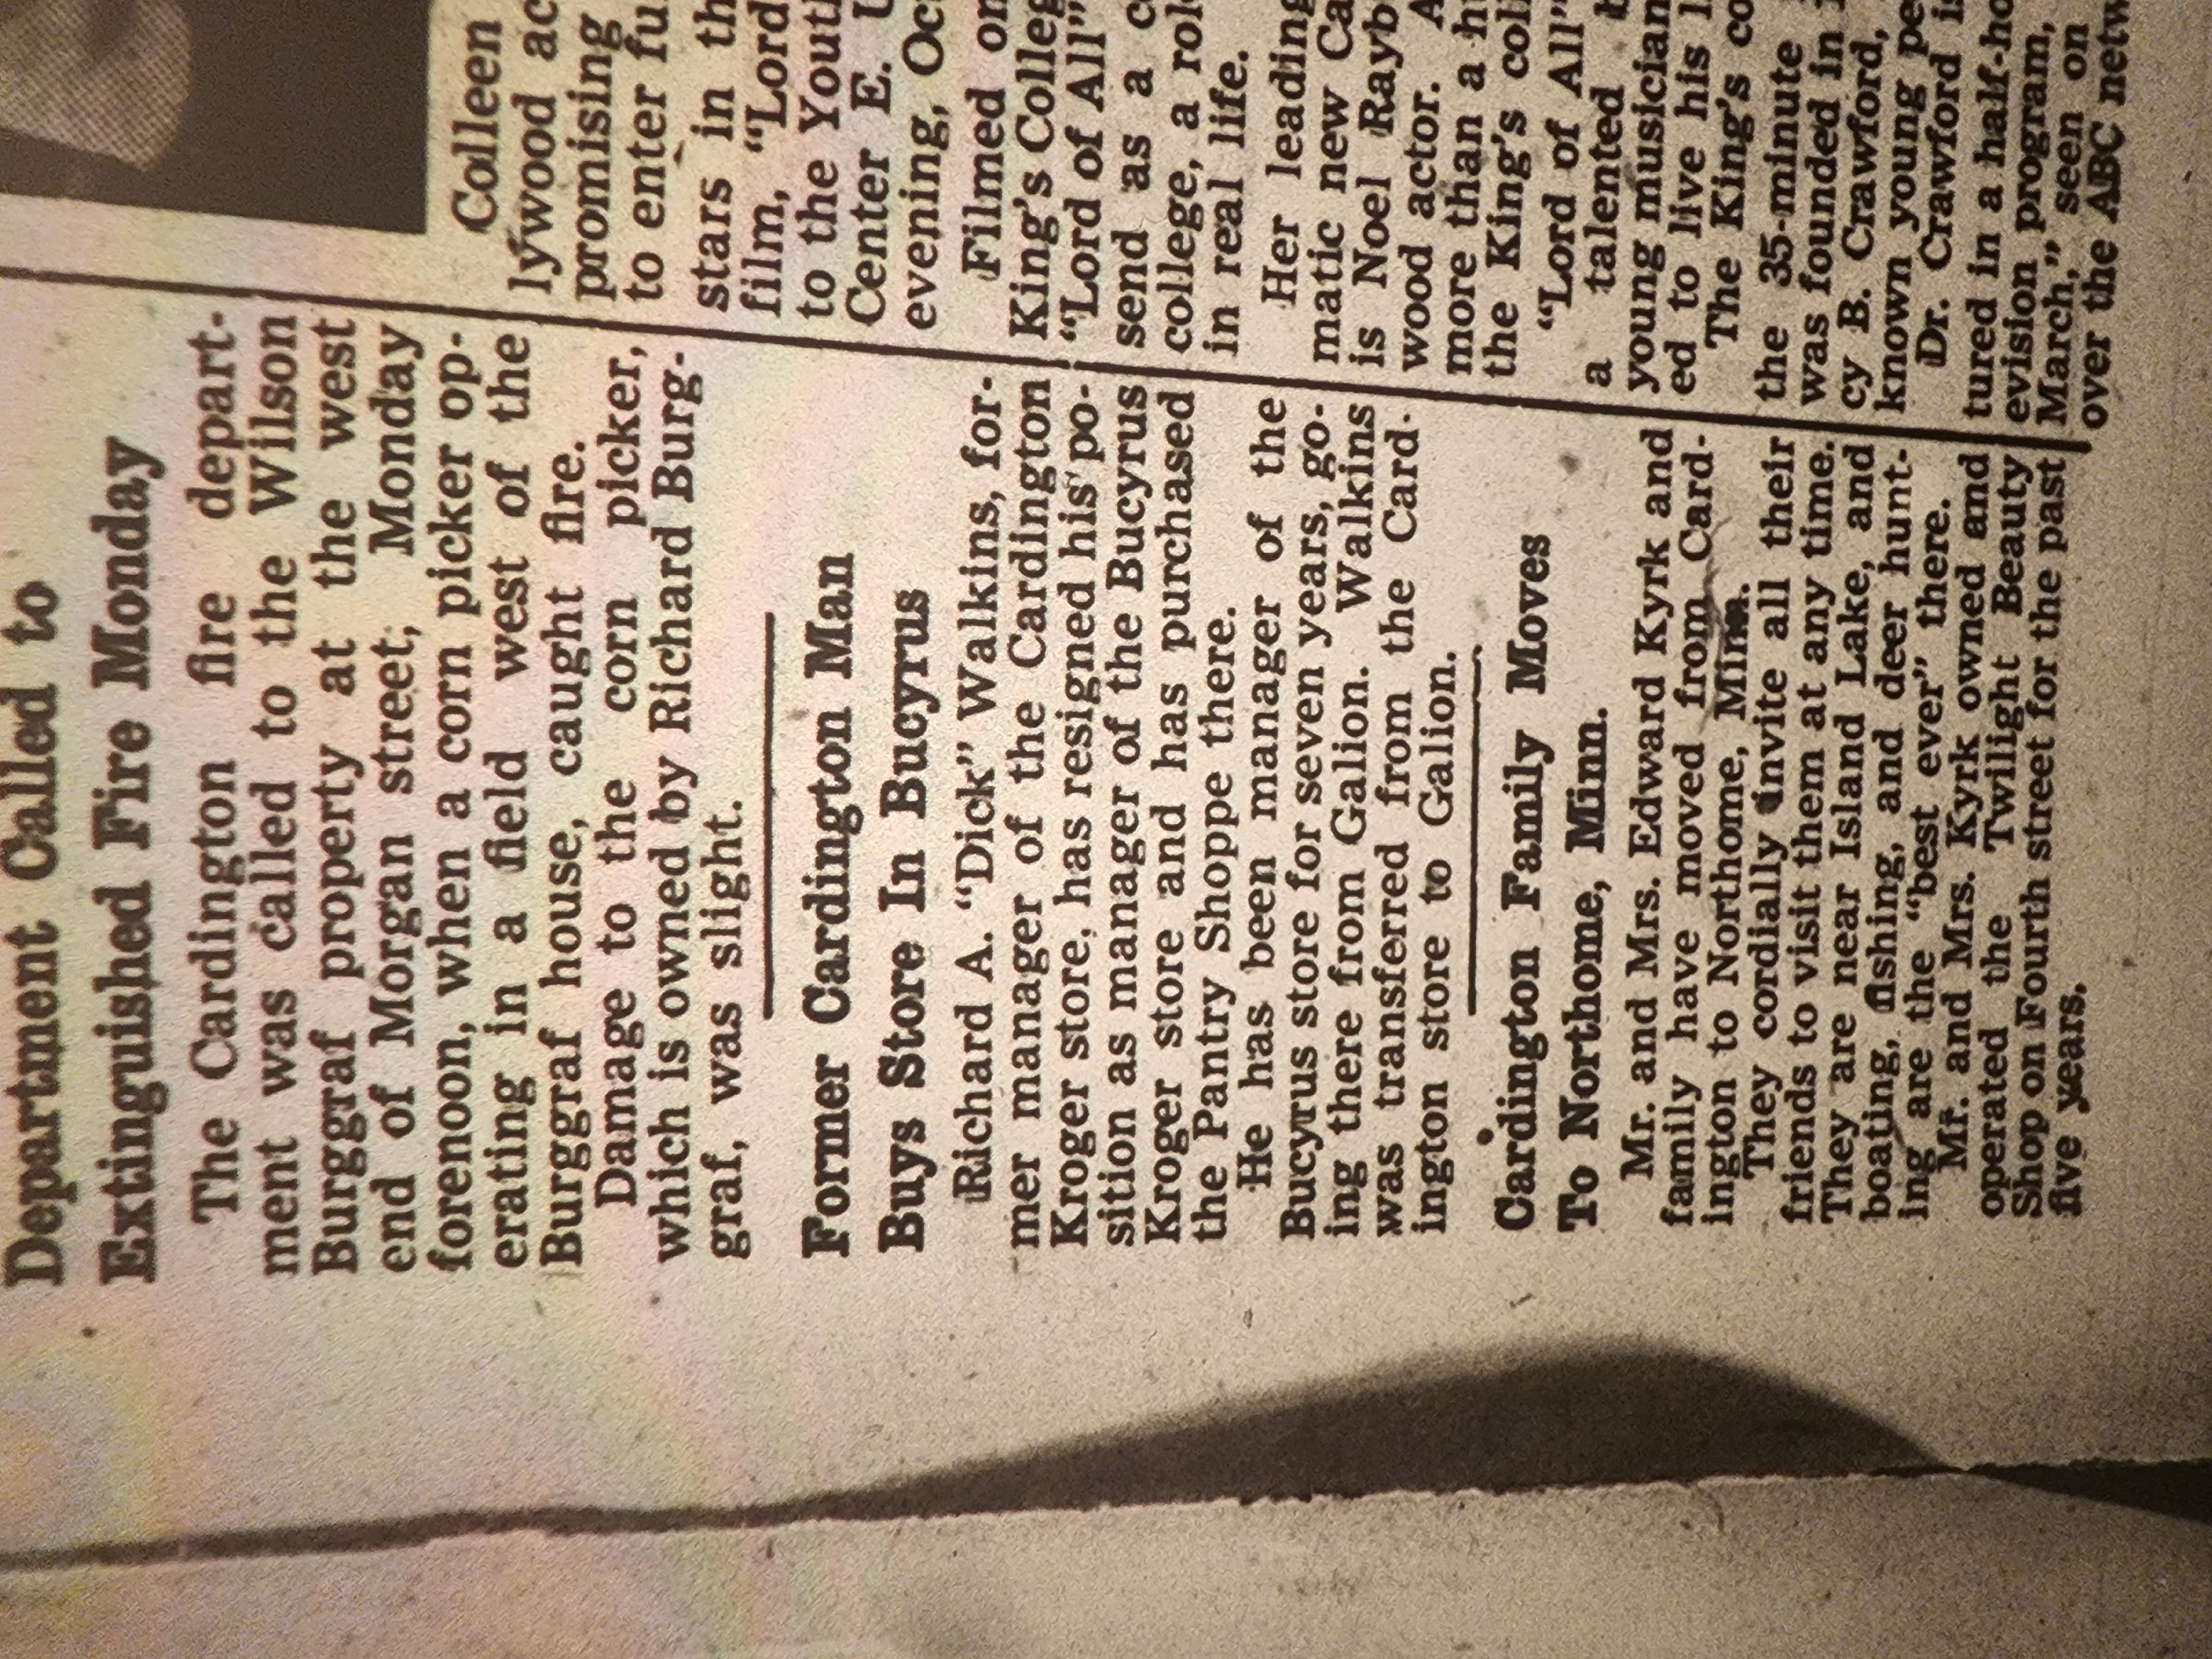 Department Called to
Extinguished Fire Monday
The Cardington fire depart-
ment was called to the Wilson
Burggraf property at the west
end of Morgan street, Monday
forenoon, when a corn picker op-
erating in a field west of the
Burggraf house, caught fire.
Damage to the corn picker,
which is owned by Richard Burg-
graf, was slight.
Former Cardington Man
Buys Store In Bucyrus
Richard A. "Dick" Walkins, for-
mer manager of the Cardington
Kroger store, has resigned his po-
sition as manager of the Bucyrus
Kroger store and has purchased
the Pantry Shoppe there.
He has been manager of the
Bucyrus store for seven years, go-
ing there from Galion. Walkins
was transferred from the Card-
ington store to Galion.
Cardington Family Moves
To Northome, Minn.
Mr. and Mrs. Edward Kyrk and
family have moved from Card-
ington to Northome, Minn.
They cordially invite all their
friends to visit them at any time.
They are near Island Lake, and
boating, fishing, and deer hunt-
ing are the "best ever" there.
Mr. and Mrs. Kyrk owned and
operated the Twilight Beauty
Shop on Fourth street for the past
five years.
Colleen
lywood ac
promising
to enter fu
stars in th
film, "Lord
to the Yout
Center E. U
evening, Oc
Filmed on
King's Colleg
"Lord of All"
send as a c
college, a rol
in real life.
Her leading
matic new Ca
is Noel Rayb
wood actor. A
more than a h
the King's col
"Lord of All"
a talented b
young musician
ed to live his l
The King's co
the 35-minute
was founded in i
cy B. Crawford,
known young pe
Dr. Crawford is
tured in a half-ho
evision program,
March," seen on
over the ABC netw